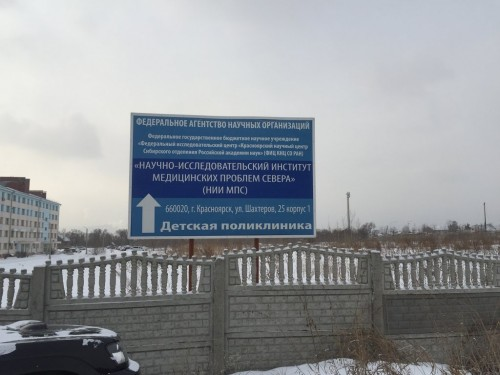 ФЕДЕРАЛЬНОЕ АГЕНТСТВО НАУЧНЫХ ОРГАНИЗАЦИЙ
Федеральное государственное бюджетное научное учреждение
«Федеральный исследовательский центр «Красноярский научный центр
Сибирского отделения Российской академии наук» (ФИЦ КНЦ СО РАН)
«НАУЧНО-ИССЛЕДОВАТЕЛЬСКИЙ ИНСТИТУТ
МЕДИЦИНСКИХ ПРОБЛЕМ СЕВЕРА»
(НИИ МПС)
660020, г. Красноярск, ул. Шахтеров, 25 корпус 1
Детская поликлиника